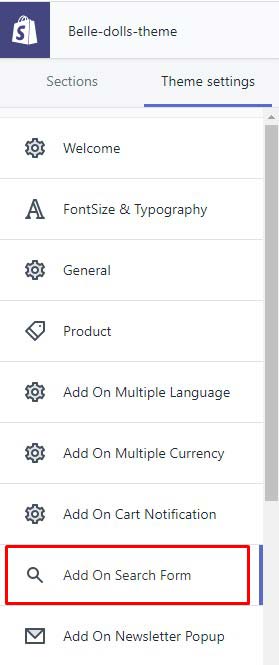 Belle-dolls-theme
Sections Theme settings
Welcome
FontSize & Typography
General
Product
Add On Multiple Language
Add On Multiple Currency
Add On Cart Notification
Add On Search Form
Add On Newsletter Popup